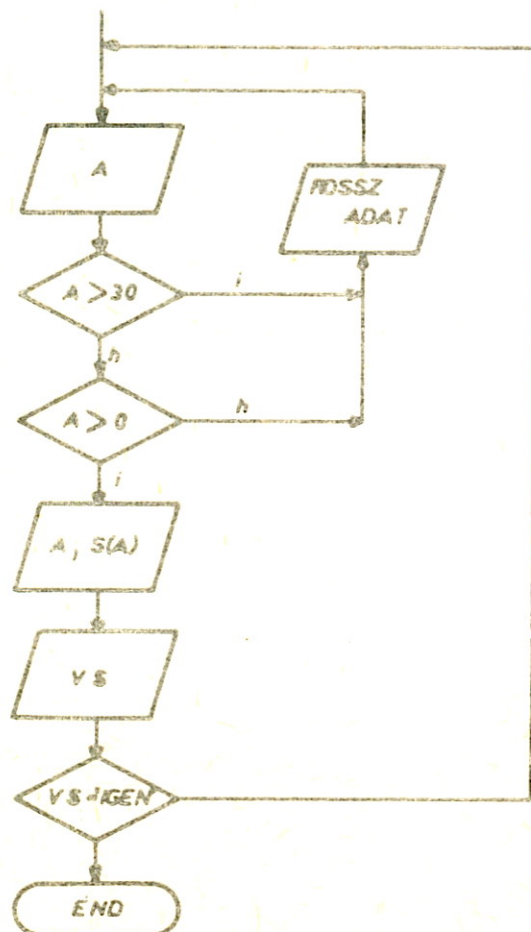 A
ROSSZ
ADAT
A > 30
i
h
A > 0
h
i
A, S(A)
V$
V$=IGEN
END